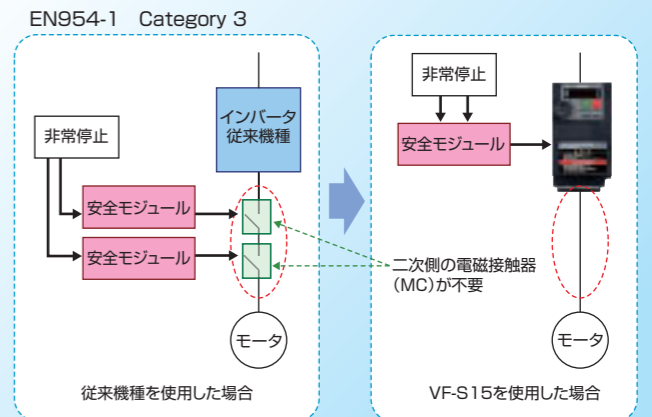 EN954-1 Category 3
非常停止
インバータ
従来機種
安全モジュール
安全モジュール
モータ
従来機種を使用した場合
非常停止
安全モジュール
二次側の電磁接触器
(MC)が不要
モータ
VF-S15を使用した場合